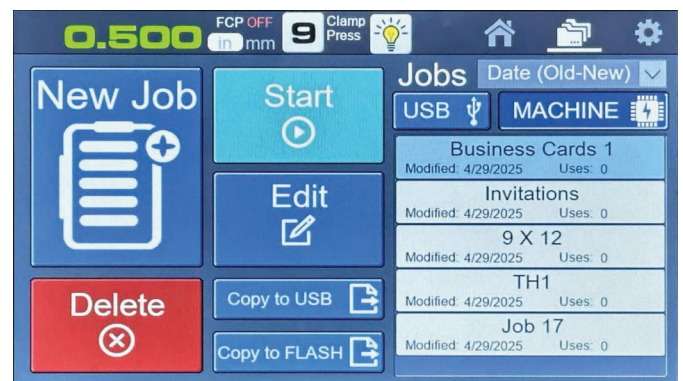 0.500
FCP OFF
in mm
9
Clamp
Press
New Job
Start
Edit
Delete
Copy to USB
Copy to FLASH
Jobs
Date (Old-New)
USB
MACHINE
Business Cards 1
Modified: 4/29/2025 Uses: 0
Invitations
Modified: 4/29/2025 Uses: 0
9 X 12
Modified: 4/29/2025 Uses: 0
TH1
Modified: 4/29/2025 Uses: 0
Job 17
Modified: 4/29/2025 Uses: 0